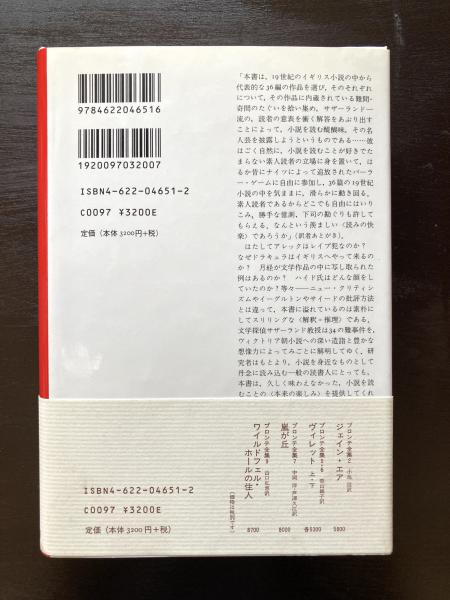 9784622046516
1920097032007
ISBN4-622-04651-2
C0097 ¥3200E
定価（本体 3200円+税）
「本書は，19世紀のイギリス小説の中から
代表的な36編の作品を選び，そのそれぞれ
について，その作品に内蔵されている難問・
奇問のたぐいを拾い集め，サザーランド一
流の，読者の意表を衝く解答をあぶり出す
ことによって，小説を読む醍醐味，その名
人芸を披露しようというものである……彼
はごく自然に，小説を読むことが好きでた
まらない素人読者の立場に身を置いて，は
るか昔にナイツによって追放されたパーラ
ー・ゲームに自由に参加し，36篇の19世紀
小説の中を気ままに，滑らかに動き回る。
素人読者であるからどこでも自由にはいり
こみ，勝手な憶測，下司の勘ぐりも許して
もらえる。なんという羨ましい〈読みの快
楽〉であろうか」（訳者あとがき）。
はたしてアレックはレイプ犯なのか？
なぜドラキュラはイギリスへやって来るの
か？　月経が文学作品の中に写し取られた
例はあるのか？　ハイド氏はどんな顔をし
ていたのか？等々——ニュー・クリティシ
ズムやイーグルトンやサイードの批評方法
とは違って，本書に溢れているのは素朴に
してスリリングな〈解釈＝推理〉である。
文学探偵サザーランド教授は34の難事件を，
ヴィクトリア朝小説への深い造詣と豊かな
想像力によってみごとに解明してゆく。研
究者はもとより，小説を身近なものとして
丹念に読み込む一般の読書人にとっても，
本書は，久しく味わえなかった，小説を読
むことの〈本来の楽しみ〉を提供してくれ
ブロンテ全集2
ジェイン・エア
5800
ブロンテ全集5・6
ヴィレット 上・下
各5300
ブロンテ全集7
嵐が丘
8000
ブロンテ全集9
ワイルドフェル・
ホールの住人
8700
（価格は税別です）
ISBN4-622-04651-2
C0097 ¥3200E
定価（本体 3200円+税）